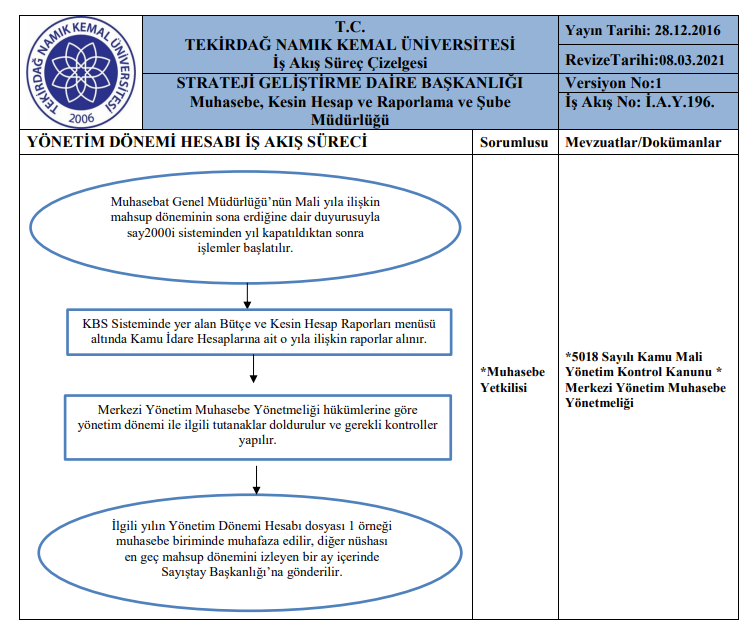 TEKİRDAĞ NAMIK KEMAL ÜNİVERSİTESİ
2006
T.C.
TEKİRDAĞ NAMIK KEMAL ÜNİVERSİTESİ
İş Akış Süreç Çizelgesi
STRATEJİ GELİŞTİRME DAİRE BAŞKANLIĞI
Muhasebe, Kesin Hesap ve Raporlama ve Şube
Müdürlüğü
Yayın Tarihi: 28.12.2016
RevizeTarihi:08.03.2021
Versiyon No:1
İş Akış No: İ.A.Y.196.
YÖNETİM DÖNEMİ HESABI İŞ AKIŞ SÜRECİ
Sorumlusu
Mevzuatlar/Dokümanlar
Muhasebat Genel Müdürlüğü'nün Mali yıla ilişkin
mahsup döneminin sona erdiğine dair duyurusuyla
say2000i sisteminden yıl kapatıldıktan sonra
işlemler başlatılır.
KBS Sisteminde yer alan Bütçe ve Kesin Hesap Raporları menüsü
altında Kamu İdare Hesaplarına ait o yıla ilişkin raporlar alınır.
Merkezi Yönetim Muhasebe Yönetmeliği hükümlerine göre
yönetim dönemi ile ilgili tutanaklar doldurulur ve gerekli kontroller
yapılır.
İlgili yılın Yönetim Dönemi Hesabı dosyası 1 örneği
muhasebe biriminde muhafaza edilir, diğer nüshası
en geç mahsup dönemini izleyen bir ay içerinde
Sayıştay Başkanlığı'na gönderilir.
*Muhasebe
Yetkilisi
*5018 Sayılı Kamu Mali
Yönetim Kontrol Kanunu *
Merkezi Yönetim Muhasebe
Yönetmeliği